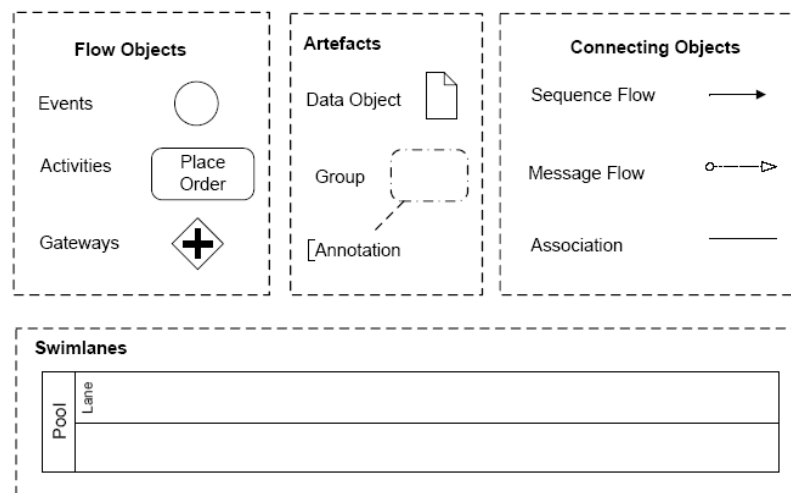 Flow Objects
Events
Activities
Place
Order
Gateways
Artefacts
Data Object
Group
Annotation
Connecting Objects
Sequence Flow
Message Flow
Association
Swimlanes
Pool
Lane